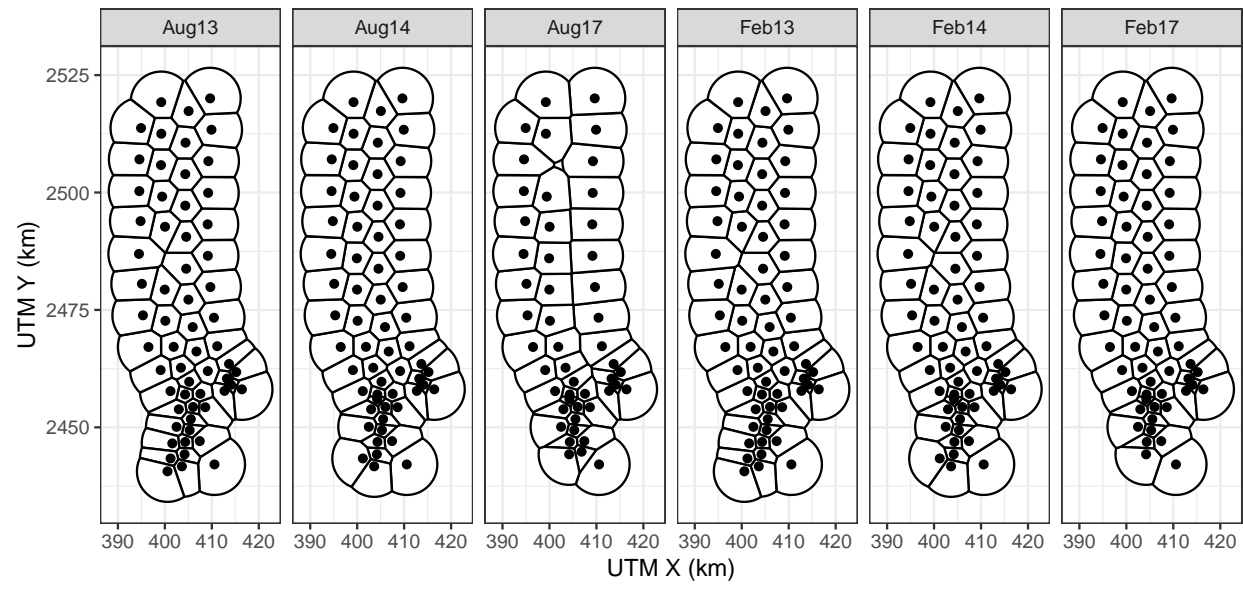 Aug13 Aug14 Aug17 Feb13 Feb14 Feb17
2525
2500
2475
2450
UTM Y (km)
390 400 410 420 390 400 410 420 390 400 410 420 390 400 410 420 390 400 410 420 390 400 410 420
UTM X (km)